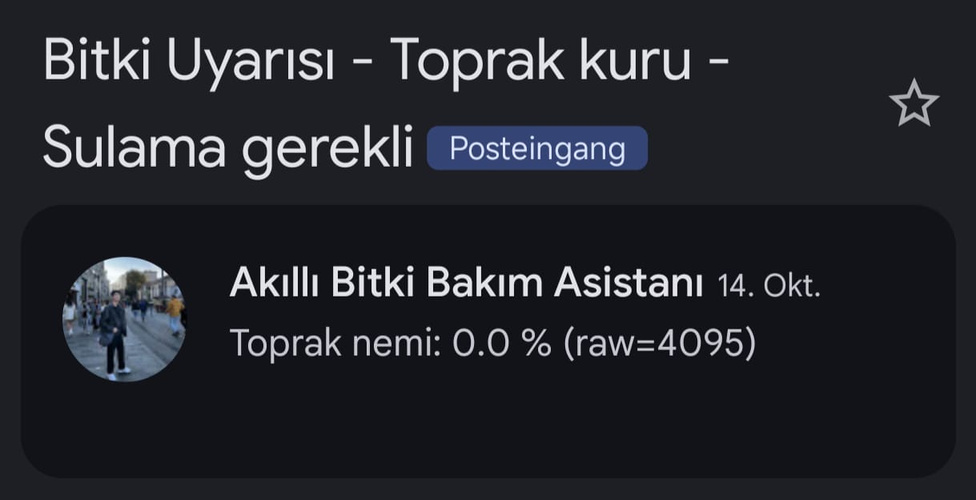 Bitki Uyarısı - Toprak kuru -
Sulama gerekli Posteingang
Akıllı Bitki Bakım Asistanı 14. Okt.
Toprak nemi: 0.0 % (raw=4095)